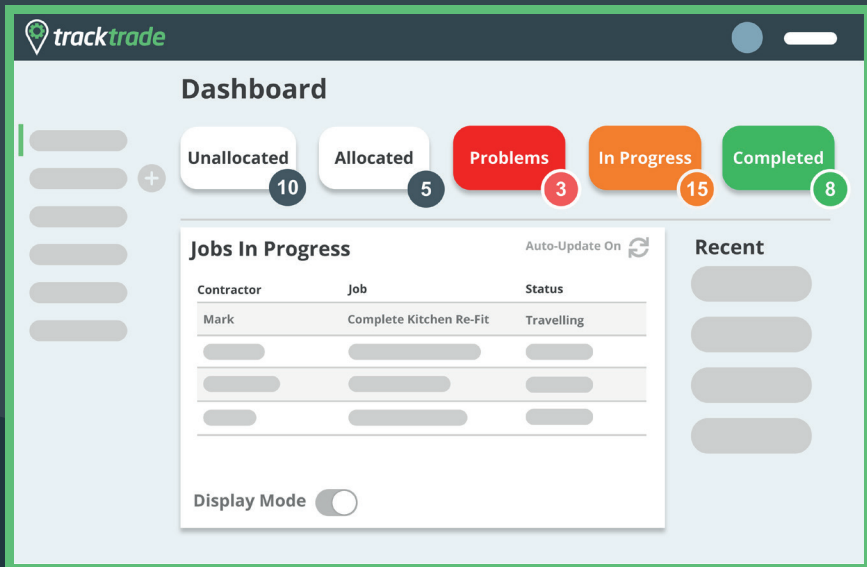 tracktrade
Dashboard
Unallocated
10
Allocated
5
Problems
3
In Progress
15
Completed
8
Jobs In Progress
Auto-Update On
Contractor Job Status
Mark Complete Kitchen Re-Fit Travelling
Display Mode
Recent